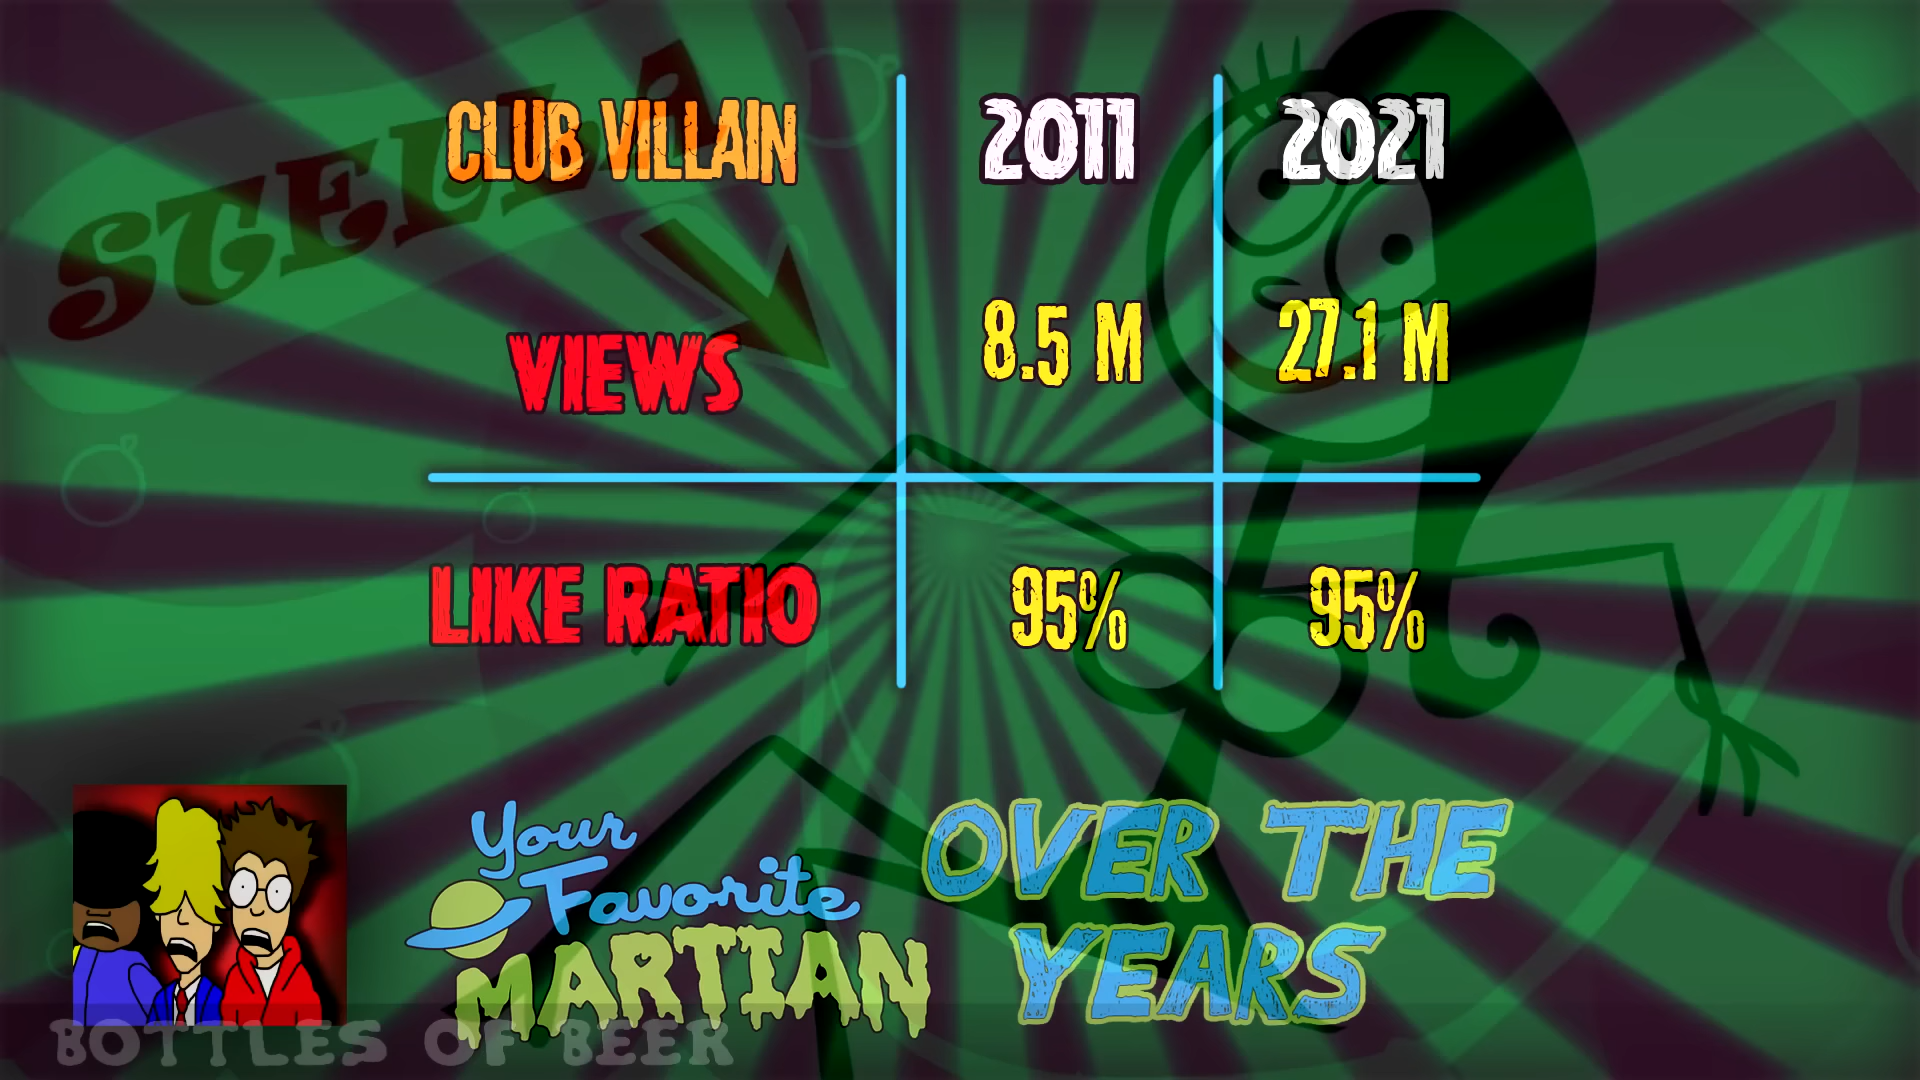 STELLA
CLUB VILLAIN 2011 2021
VIEWS 8.5 M 27.1 M
LIKE RATIO 95% 95%
Your
Favorite
MARTIAN
OVER THE
YEARS
BOTTLES OF BEER